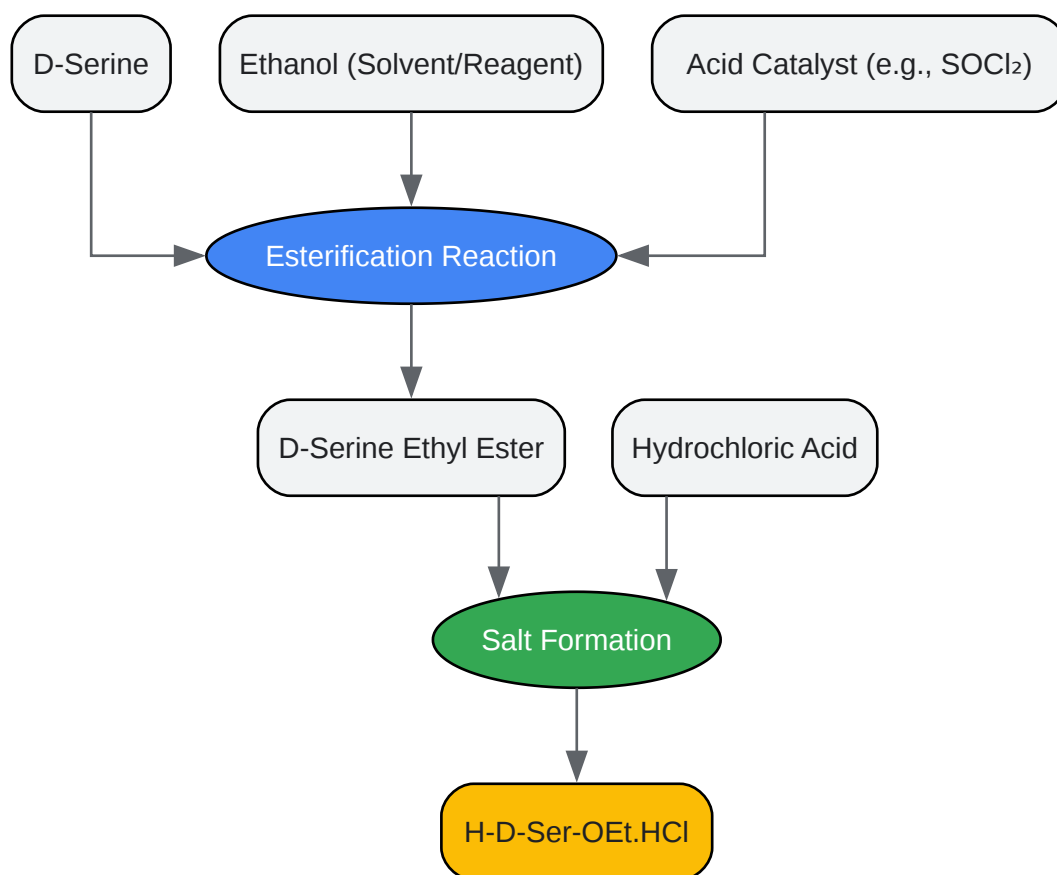 D-Serine
Ethanol (Solvent/Reagent)
Acid Catalyst (e.g., SOCl₂)
Esterification Reaction
D-Serine Ethyl Ester
Hydrochloric Acid
Salt Formation
H-D-Ser-OEt.HCl